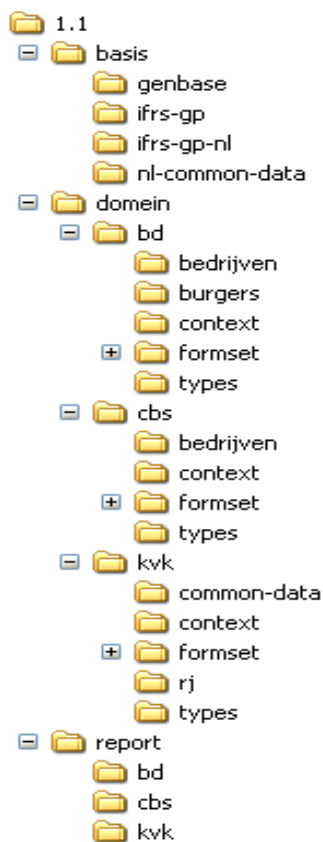 1.1
basis
genbase
ifrs-gp
ifrs-gp-nl
nl-common-data
domein
bd
bedrijven
burgers
context
formset
types
cbs
bedrijven
context
formset
types
kvk
common-data
context
formset
rj
types
report
bd
cbs
kvk